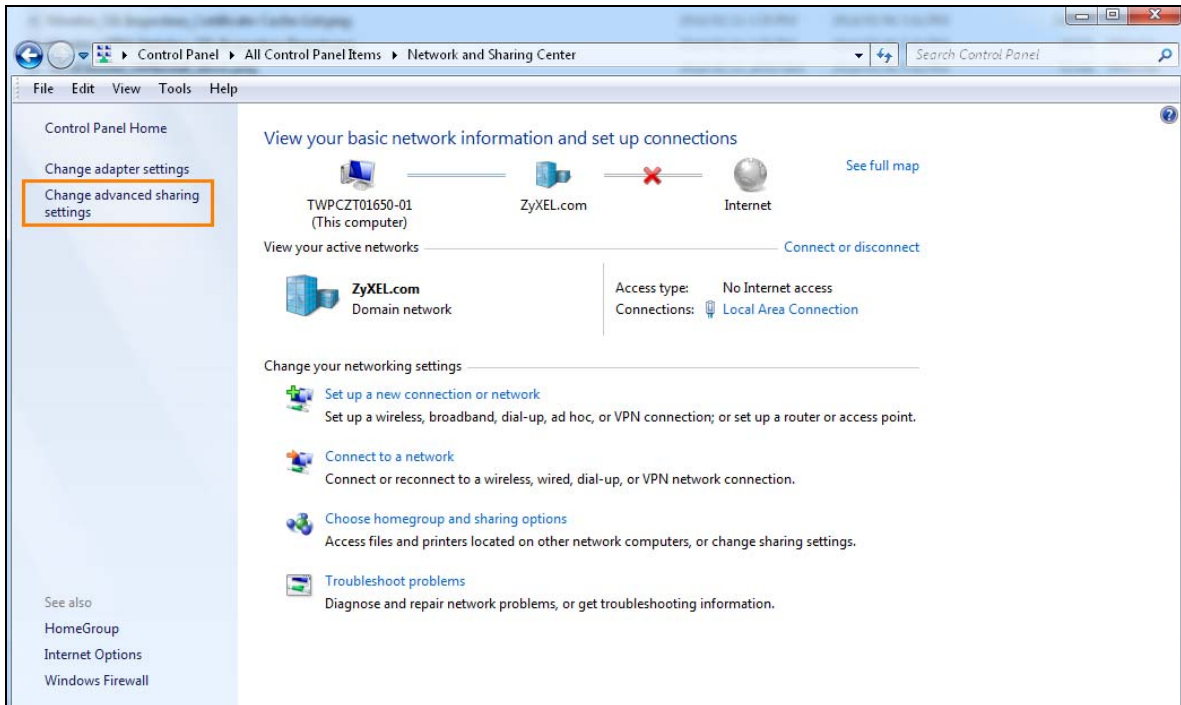 Control Panel ▸ All Control Panel Items ▸ Network and Sharing Center
Search Control Panel
File Edit View Tools Help
Control Panel Home
Change adapter settings
Change advanced sharing
settings
See also
HomeGroup
Internet Options
Windows Firewall
View your basic network information and set up connections
See full map
TWPCZT01650-01
(This computer)
ZyXEL.com
Internet
View your active networks
Connect or disconnect
ZyXEL.com
Domain network
Access type: No Internet access
Connections: Local Area Connection
Change your networking settings
Set up a new connection or network
Set up a wireless, broadband, dial-up, ad hoc, or VPN connection; or set up a router or access point.
Connect to a network
Connect or reconnect to a wireless, wired, dial-up, or VPN network connection.
Choose homegroup and sharing options
Access files and printers located on other network computers, or change sharing settings.
Troubleshoot problems
Diagnose and repair network problems, or get troubleshooting information.